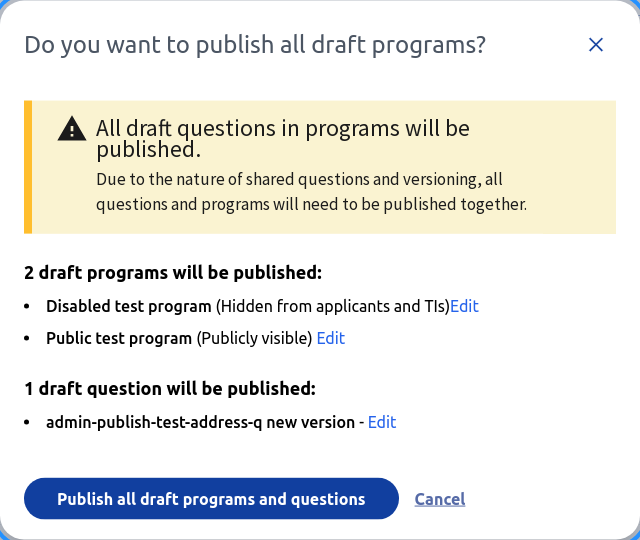 Do you want to publish all draft programs?
All draft questions in programs will be
published.
Due to the nature of shared questions and versioning, all
questions and programs will need to be published together.
2 draft programs will be published:
• Disabled test program (Hidden from applicants and TIs)Edit
• Public test program (Publicly visible) Edit
1 draft question will be published:
• admin-publish-test-address-q new version - Edit
Publish all draft programs and questions Cancel